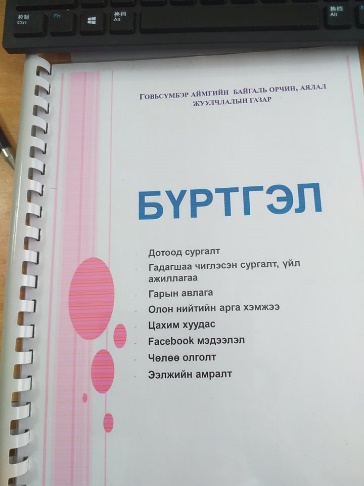 ГОВЬСҮМБЭР АЙМГИЙН БАЙГАЛЬ ОРЧИН, АЯЛАЛ
ЖУУЛЧЛАЛЫН ГАЗАР
БҮРТГЭЛ
Дотоод сургалт
Гадагшаа чиглэсэн сургалт, үйл
ажиллагаа
Гарын авлага
Олон нийтийн арга хэмжээ
Цахим хуудас
Facebook мэдээлэл
Чөлөө олголт
Ээлжийн амралт